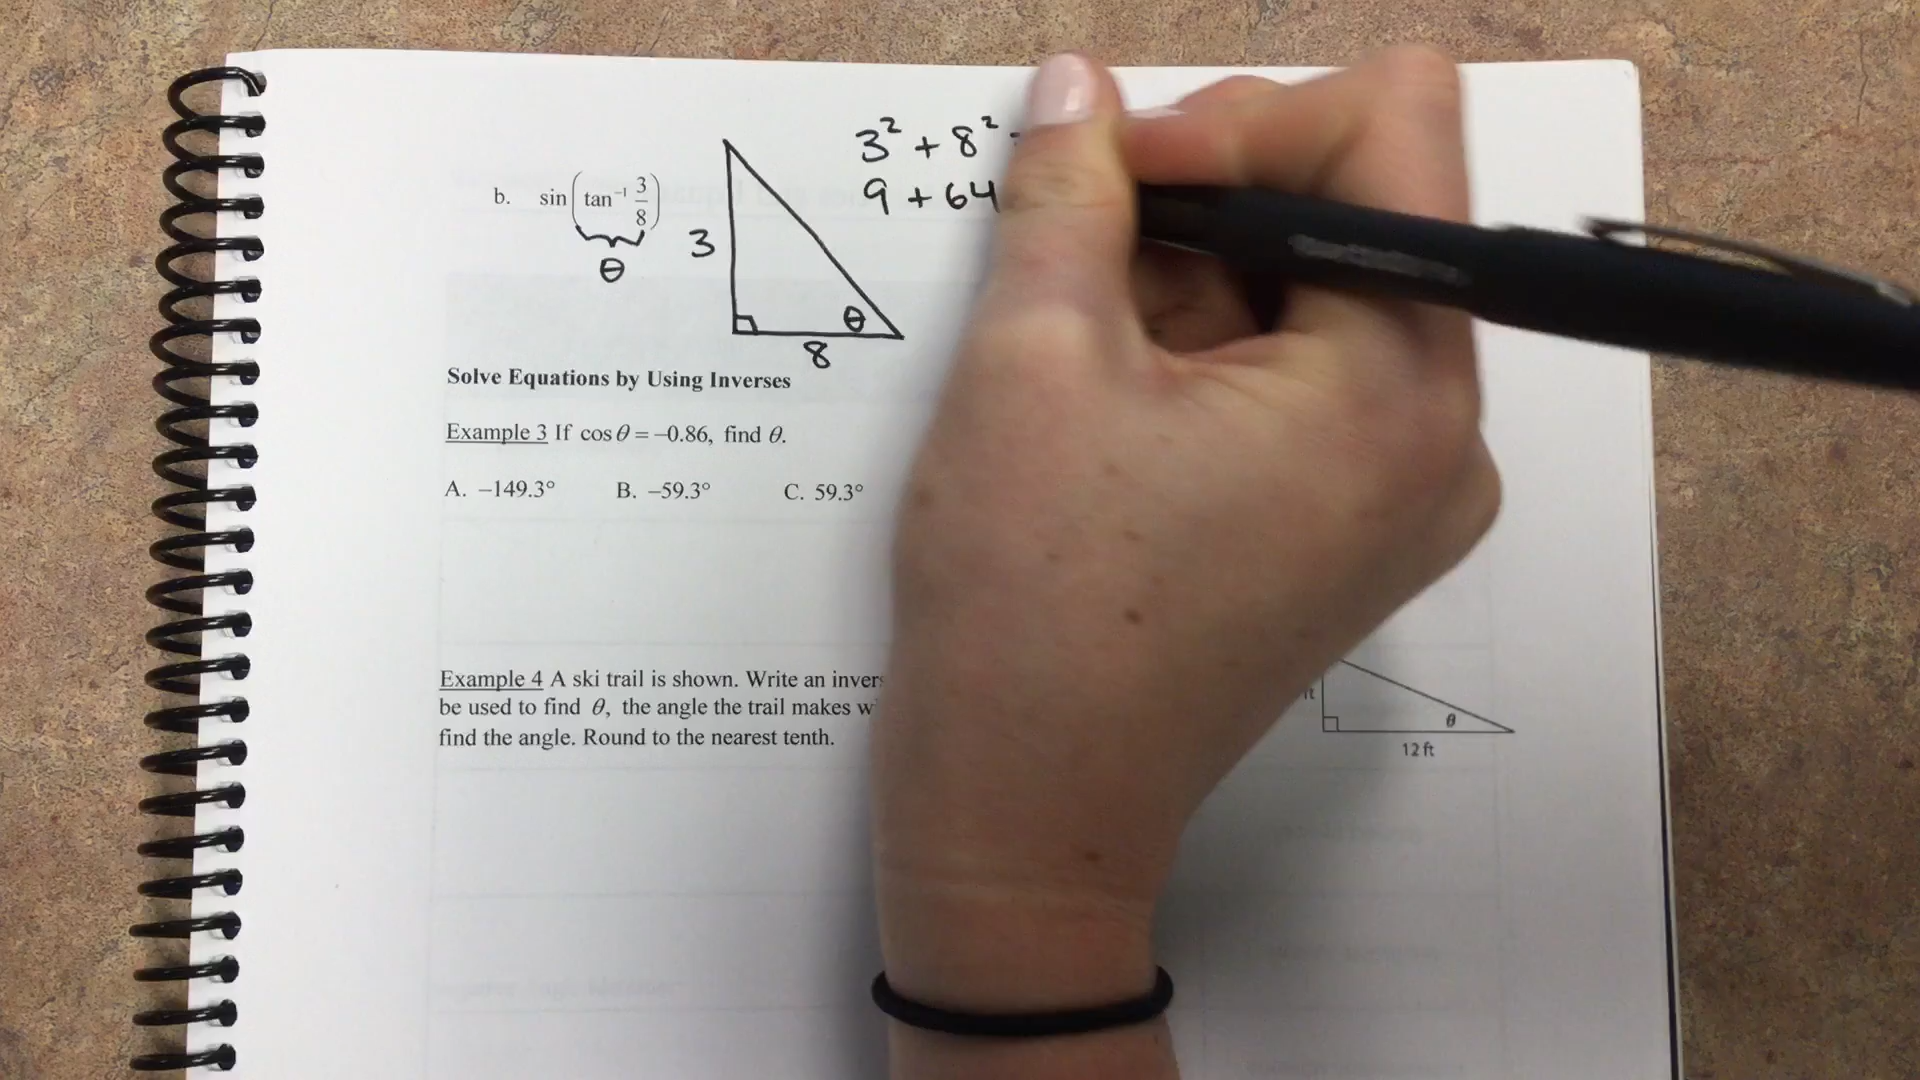 3² + 8²
9 + 64
b. sin(tan⁻¹ 3/8)
θ
3
θ
8
Solve Equations by Using Inverses
Example 3 If cos θ = –0.86, find θ.
A. –149.3° B. –59.3° C. 59.3°
Example 4 A ski trail is shown. Write an
be used to find θ, the angle the trail makes
find the angle. Round to the nearest tenth.
ft
θ
12 ft